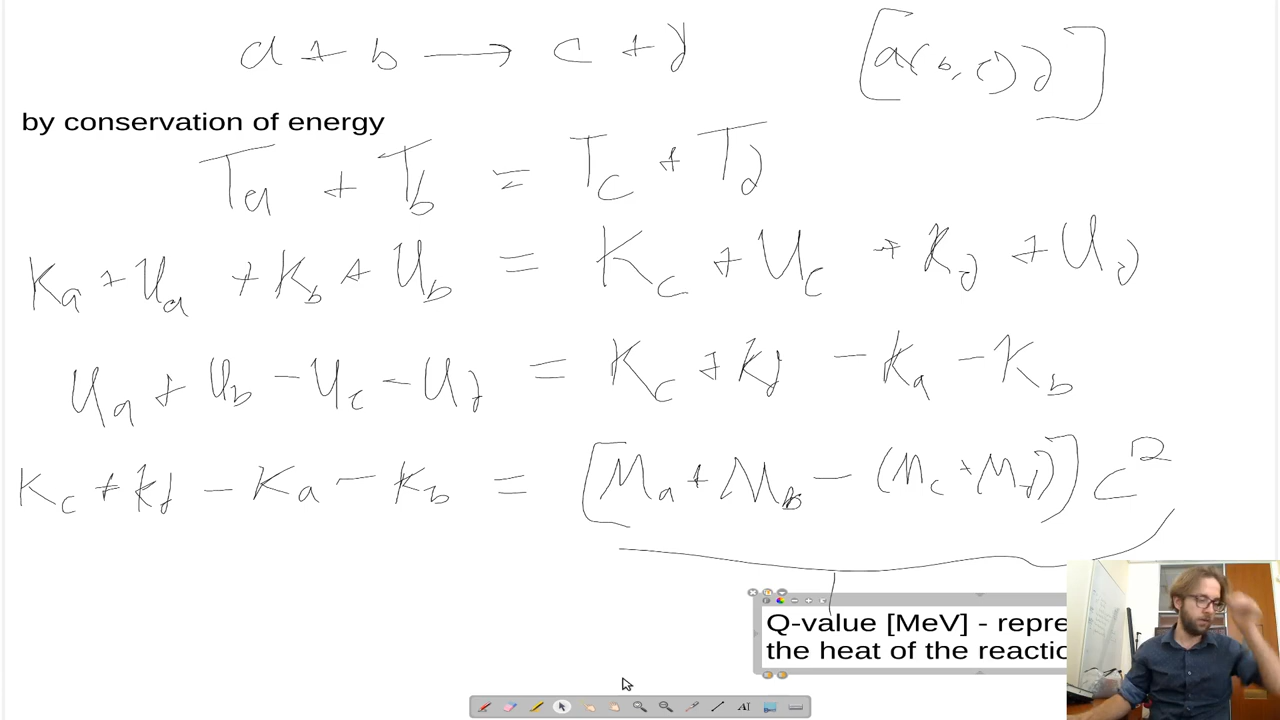 a + b → c + d
[a(b, c)d]
by conservation of energy
Ta + Tb = Tc + Td
Ka + Ua + Kb + Ub = Kc + Uc + Kd + Ud
Ua + Ub - Uc - Ud = Kc + Kd - Ka - Kb
Kc + Kd - Ka - Kb = [Ma + Mb - (Mc + Md)] c²
Q-value [MeV] - repre
the heat of the reactio
AI